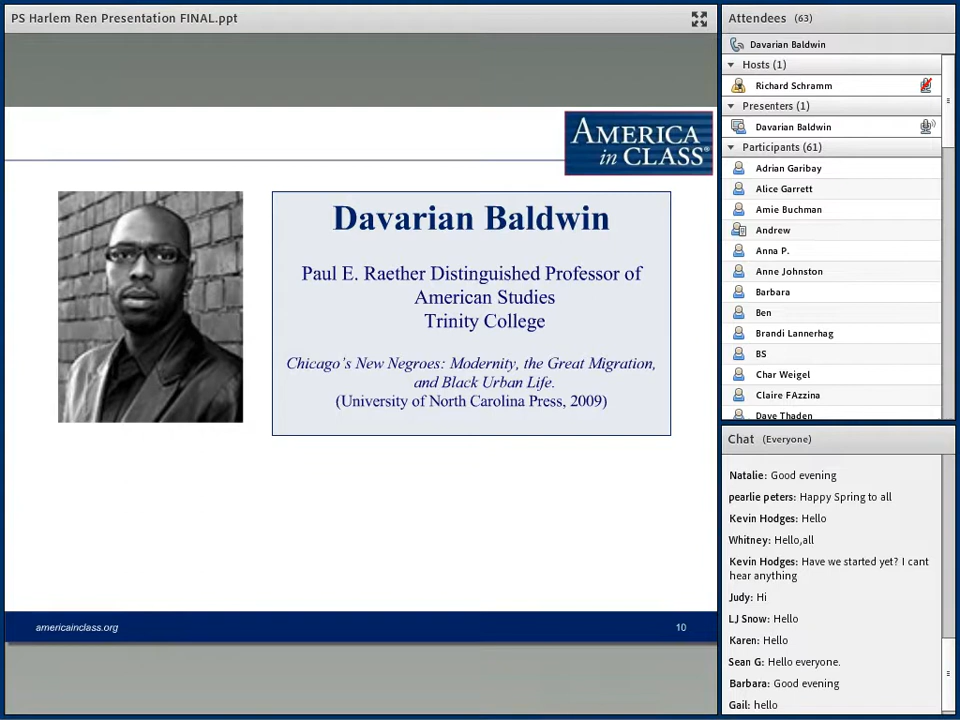 PS Harlem Ren Presentation FINAL.ppt
AMERICA
in CLASS®
Davarian Baldwin
Paul E. Raether Distinguished Professor of
American Studies
Trinity College
Chicago's New Negroes: Modernity, the Great Migration,
and Black Urban Life.
(University of North Carolina Press, 2009)
americainclass.org
10
Attendees (63)
Davarian Baldwin
Hosts (1)
Richard Schramm
Presenters (1)
Davarian Baldwin
Participants (61)
Adrian Garibay
Alice Garrett
Amie Buchman
Andrew
Anna P.
Anne Johnston
Barbara
Ben
Brandi Lannerhag
BS
Char Weigel
Claire FAzzina
Dave Thaden
Chat (Everyone)
Natalie: Good evening
pearlie peters: Happy Spring to all
Kevin Hodges: Hello
Whitney: Hello,all
Kevin Hodges: Have we started yet? I cant
hear anything
Judy: Hi
LJ Snow: Hello
Karen: Hello
Sean G: Hello everyone.
Barbara: Good evening
Gail: hello